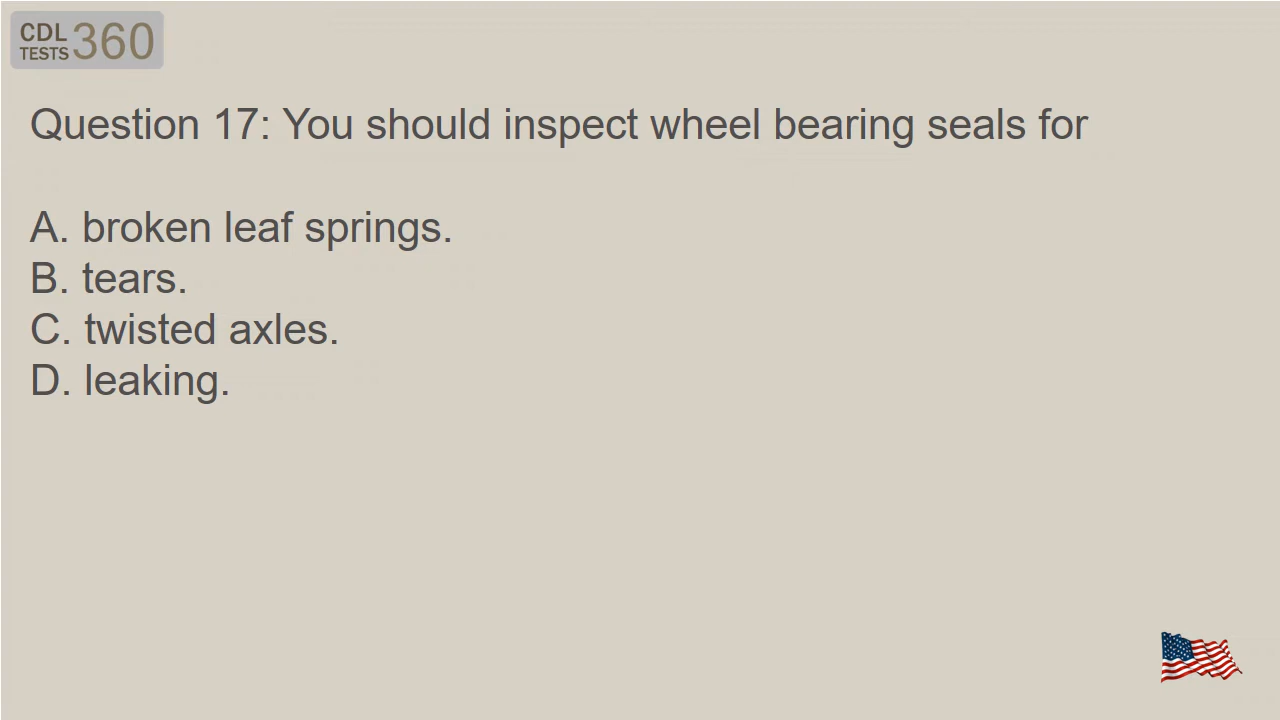 CDL
TESTS 360
Question 17: You should inspect wheel bearing seals for
A. broken leaf springs.
B. tears.
C. twisted axles.
D. leaking.